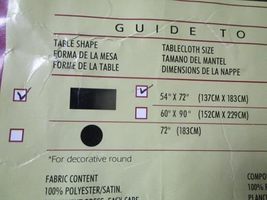 GUIDE TO
TABLE SHAPE TABLECLOTH SIZE
FORMA DE LA MESA TAMANO DEL MANTEL
FORME DE LA TABLE DIMENSIONS DE LA NAPPE
54" X 72" (137CM X 183CM)
60" X 90" (152CM X 229CM)
72" (183CM)
*For decorative round
FABRIC CONTENT COMPO
100% POLYESTER/SATIN. 100% P